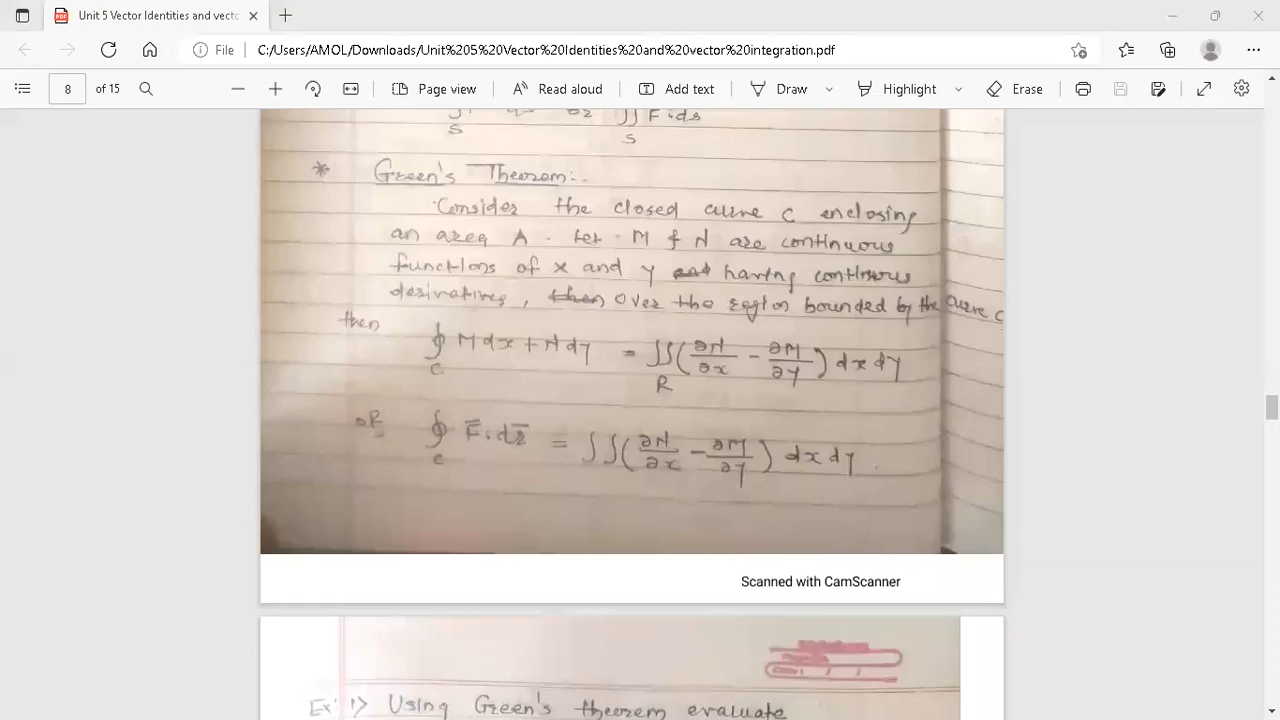 Unit 5 Vector Identities and vecto
File C:/Users/AMOL/Downloads/Unit%205%20Vector%20Identities%20and%20vector%20integration.pdf
8 of 15 Page view Read aloud Add text Draw Highlight Erase
S ∂z ∬ F.ds
S
* Green's Theorem:-
Consider the closed curve C enclosing
an area A. Let M & N are continuous
functions of x and y having continuous
derivatives, over the region bounded by the curve C
then ∮ M dx + N dy = ∬ ( ∂N/∂x - ∂M/∂y ) dx dy
C R
OR ∮ F̅.dr̅ = ∬ ( ∂N/∂x - ∂M/∂y ) dx dy.
C
Scanned with CamScanner
Ex: 1> Using Green's theorem evaluate